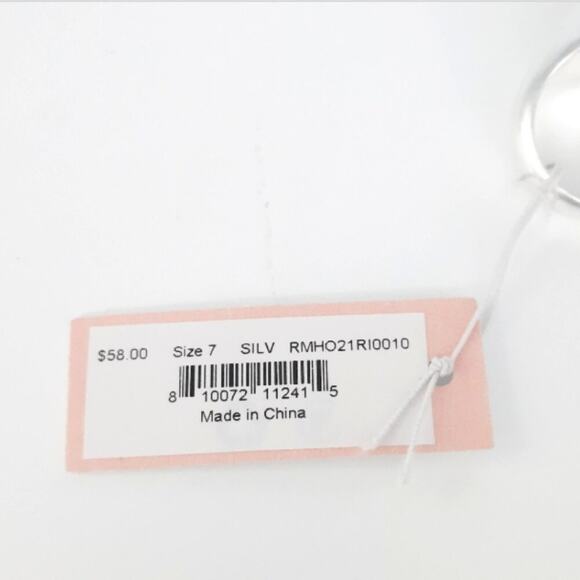 $58.00 Size 7 SILV RMHO21RI0010
8 10072 11241 5
Made in China